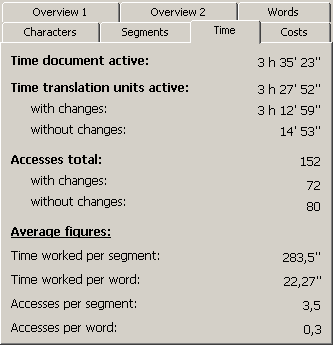 Overview 1 Overview 2 Words
Characters Segments Time Costs
Time document active: 3 h 35' 23"
Time translation units active: 3 h 27' 52"
with changes: 3 h 12' 59"
without changes: 14' 53"
Accesses total: 152
with changes: 72
without changes: 80
Average figures:
Time worked per segment: 283,5"
Time worked per word: 22,27"
Accesses per segment: 3,5
Accesses per word: 0,3